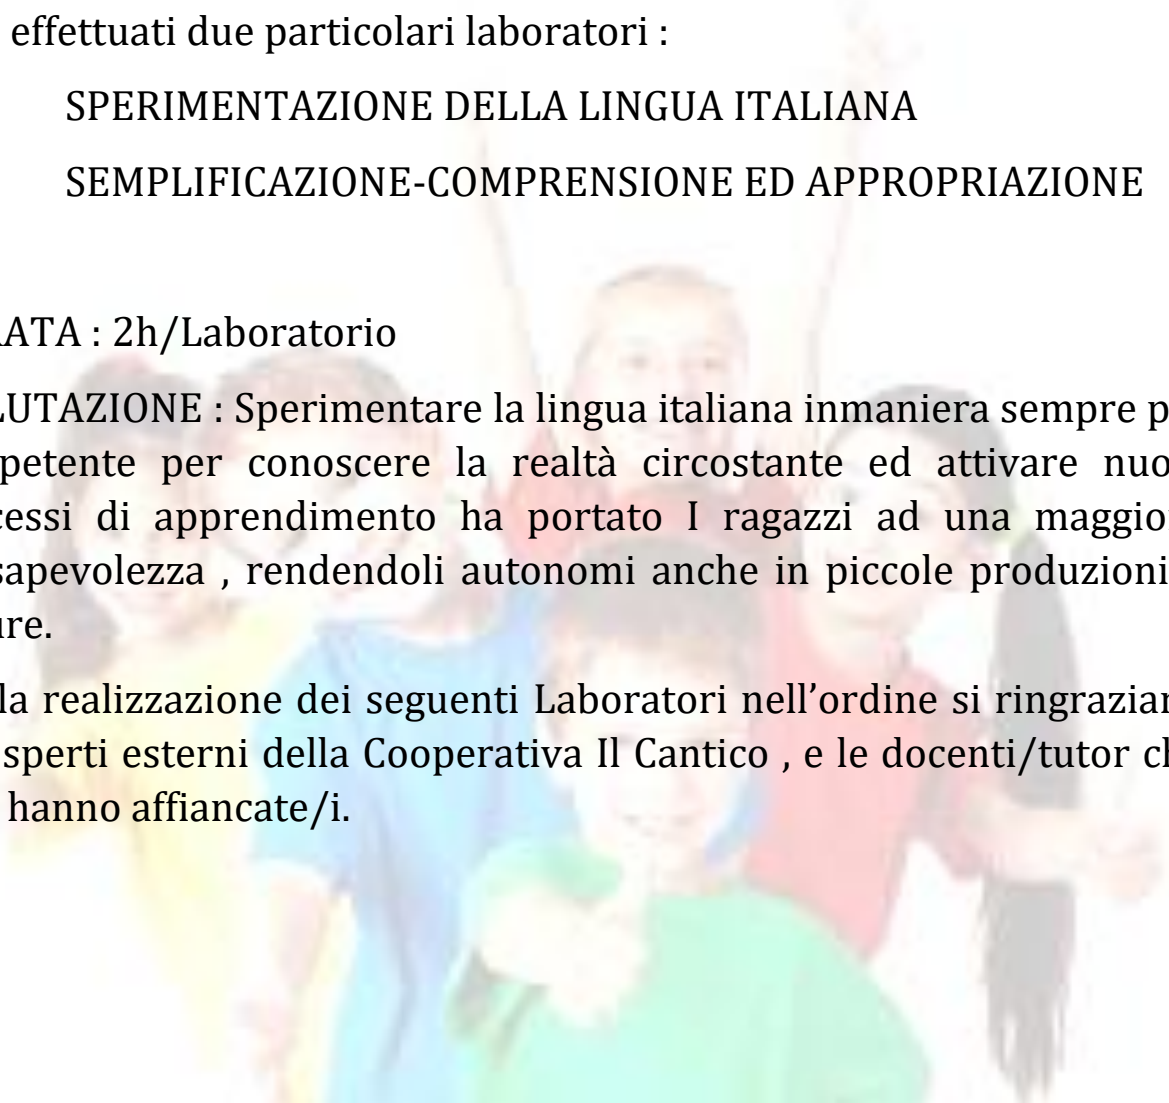 effettuati due particolari laboratori :
SPERIMENTAZIONE DELLA LINGUA ITALIANA
SEMPLIFICAZIONE-COMPRENSIONE ED APPROPRIAZIONE
RATA : 2h/Laboratorio
LUTAZIONE : Sperimentare la lingua italiana inmaniera sempre p
petente per conoscere la realtà circostante ed attivare nuo
cessi di apprendimento ha portato I ragazzi ad una maggio
sapevolezza , rendendoli autonomi anche in piccole produzioni
ure.
la realizzazione dei seguenti Laboratori nell’ordine si ringrazia
sperti esterni della Cooperativa Il Cantico , e le docenti/tutor ch
hanno affiancate/i.